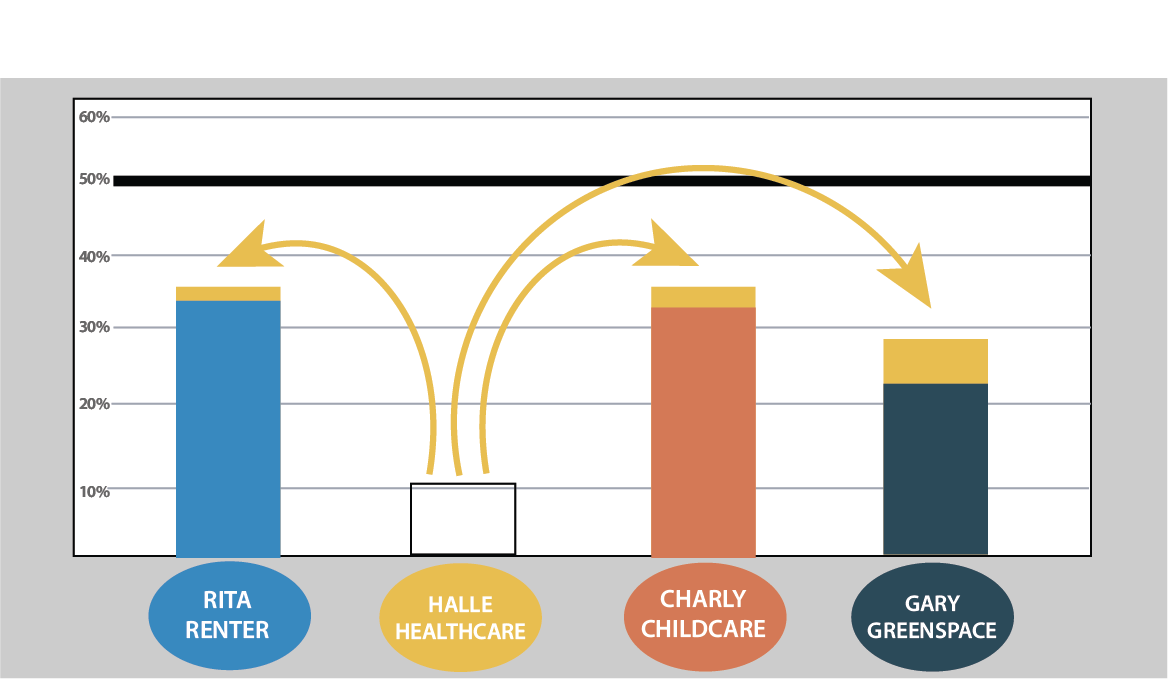 60%
50%
40%
30%
20%
10%
RITA
RENTER
HALLE
HEALTHCARE
CHARLY
CHILDCARE
GARY
GREENSPACE